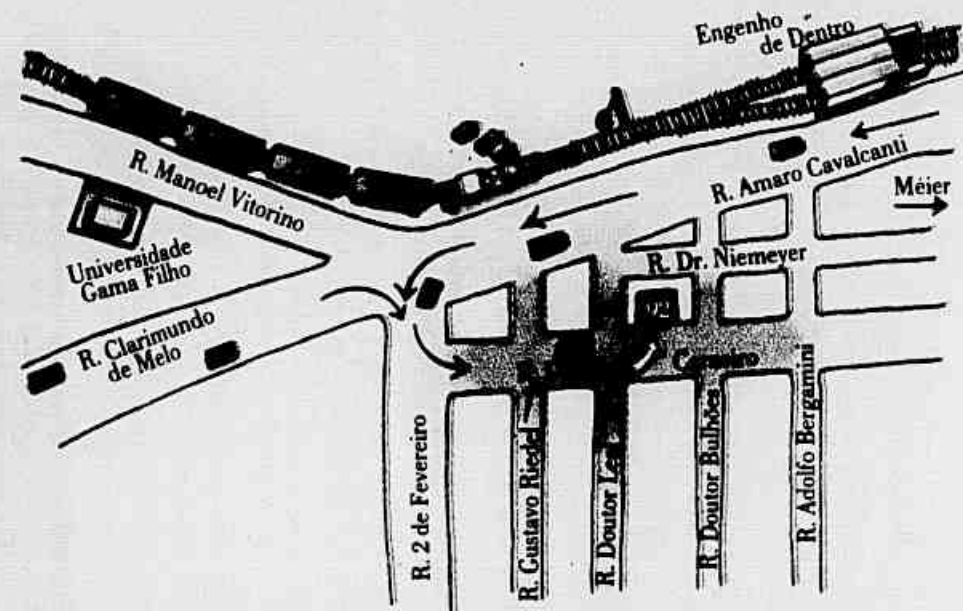 Engenho
de Dentro
R. Manoel Vitorino
R. Amaro Cavalcanti
Méier
Universidade
Gama Filho
R. Dr. Niemeyer
R. Clarimundo
de Melo
R. 2 de Fevereiro
R. Gustavo Riedel
R. Doutor
R. Doutor Bulhões
R. Adolfo Bergamini